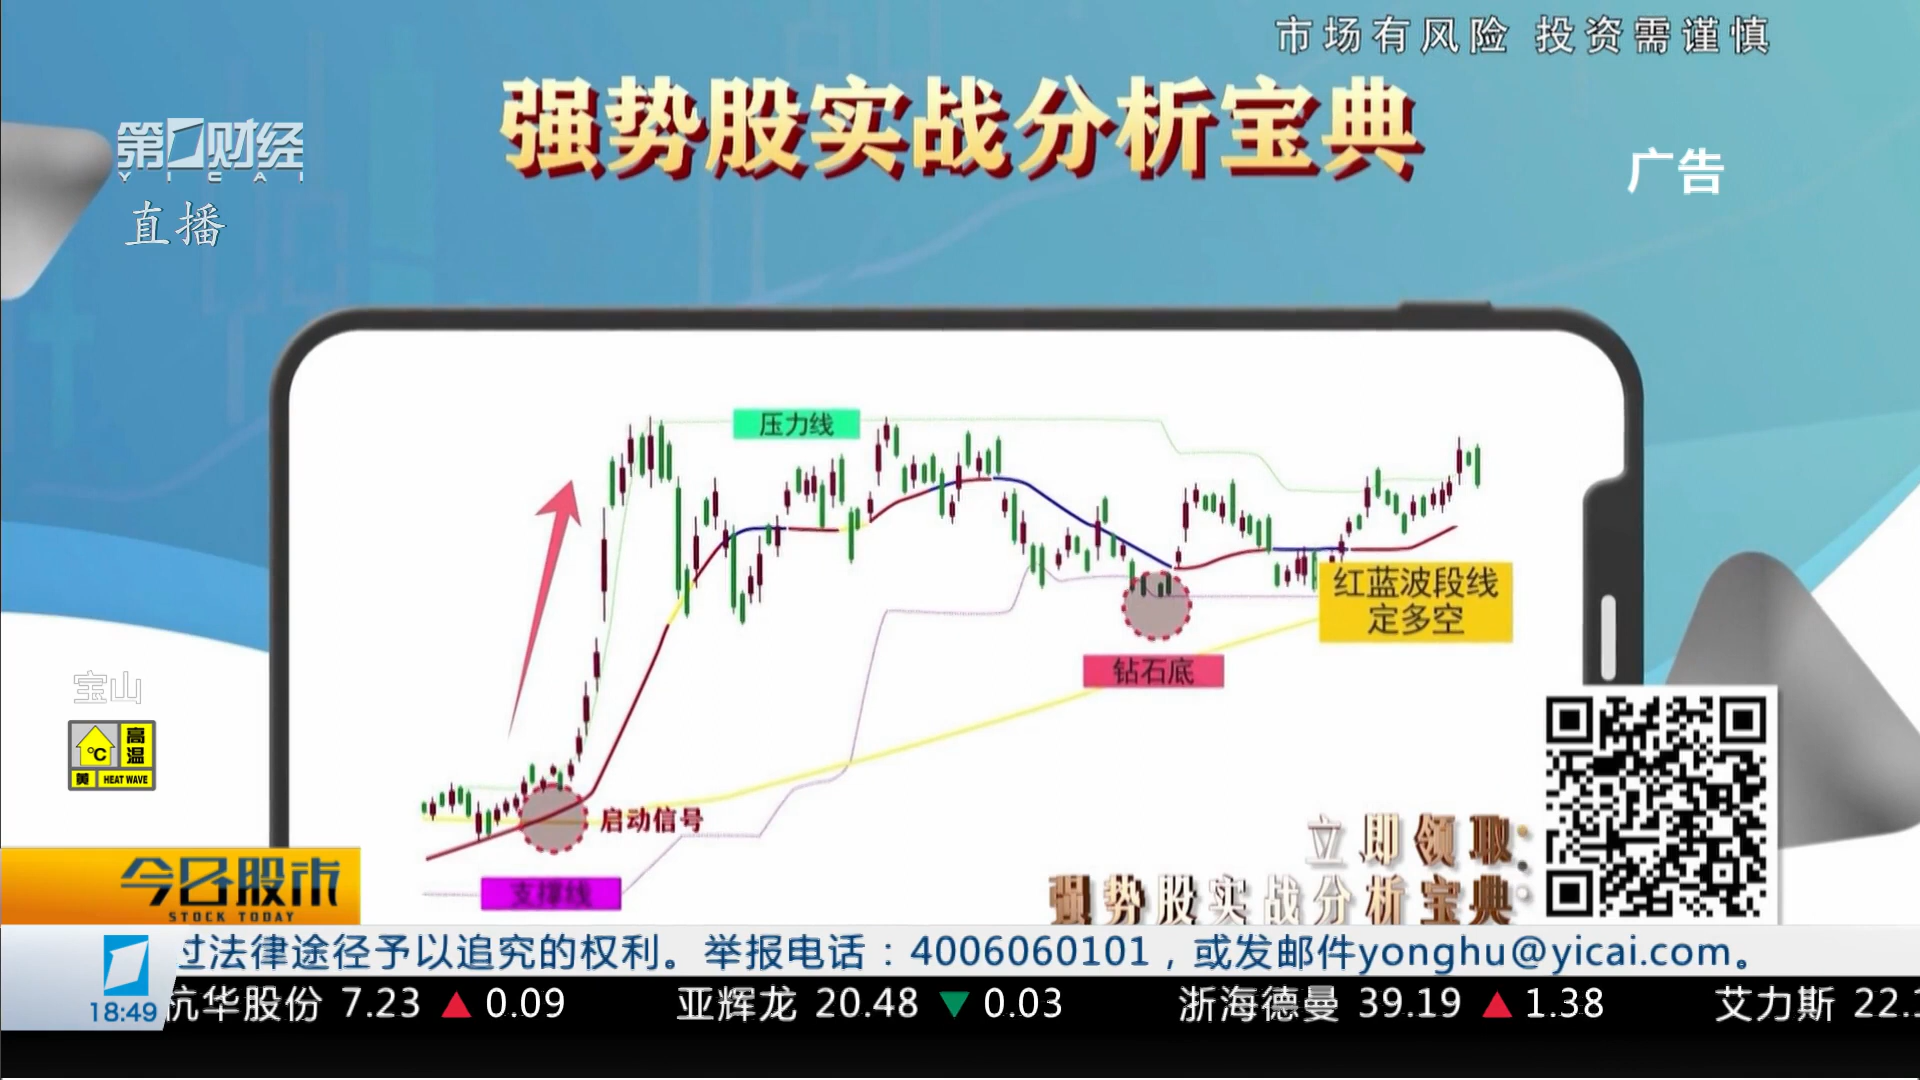 市场有风险 投资需谨慎
强势股实战分析宝典
第1财经
YICAI
广告
直播
压力线
红蓝波段线
定多空
钻石底
宝山
℃
高温
黄 HEAT WAVE
启动信号
支撑线
立即领取:
强势股实战分析宝典:
今日股市
STOCK TODAY
过法律途径予以追究的权利。举报电话：4006060101，或发邮件yonghu@yicai.com。
18:49
杭华股份 7.23 ▲ 0.09 亚辉龙 20.48 ▼ 0.03 浙海德曼 39.19 ▲ 1.38 艾力斯 22.1